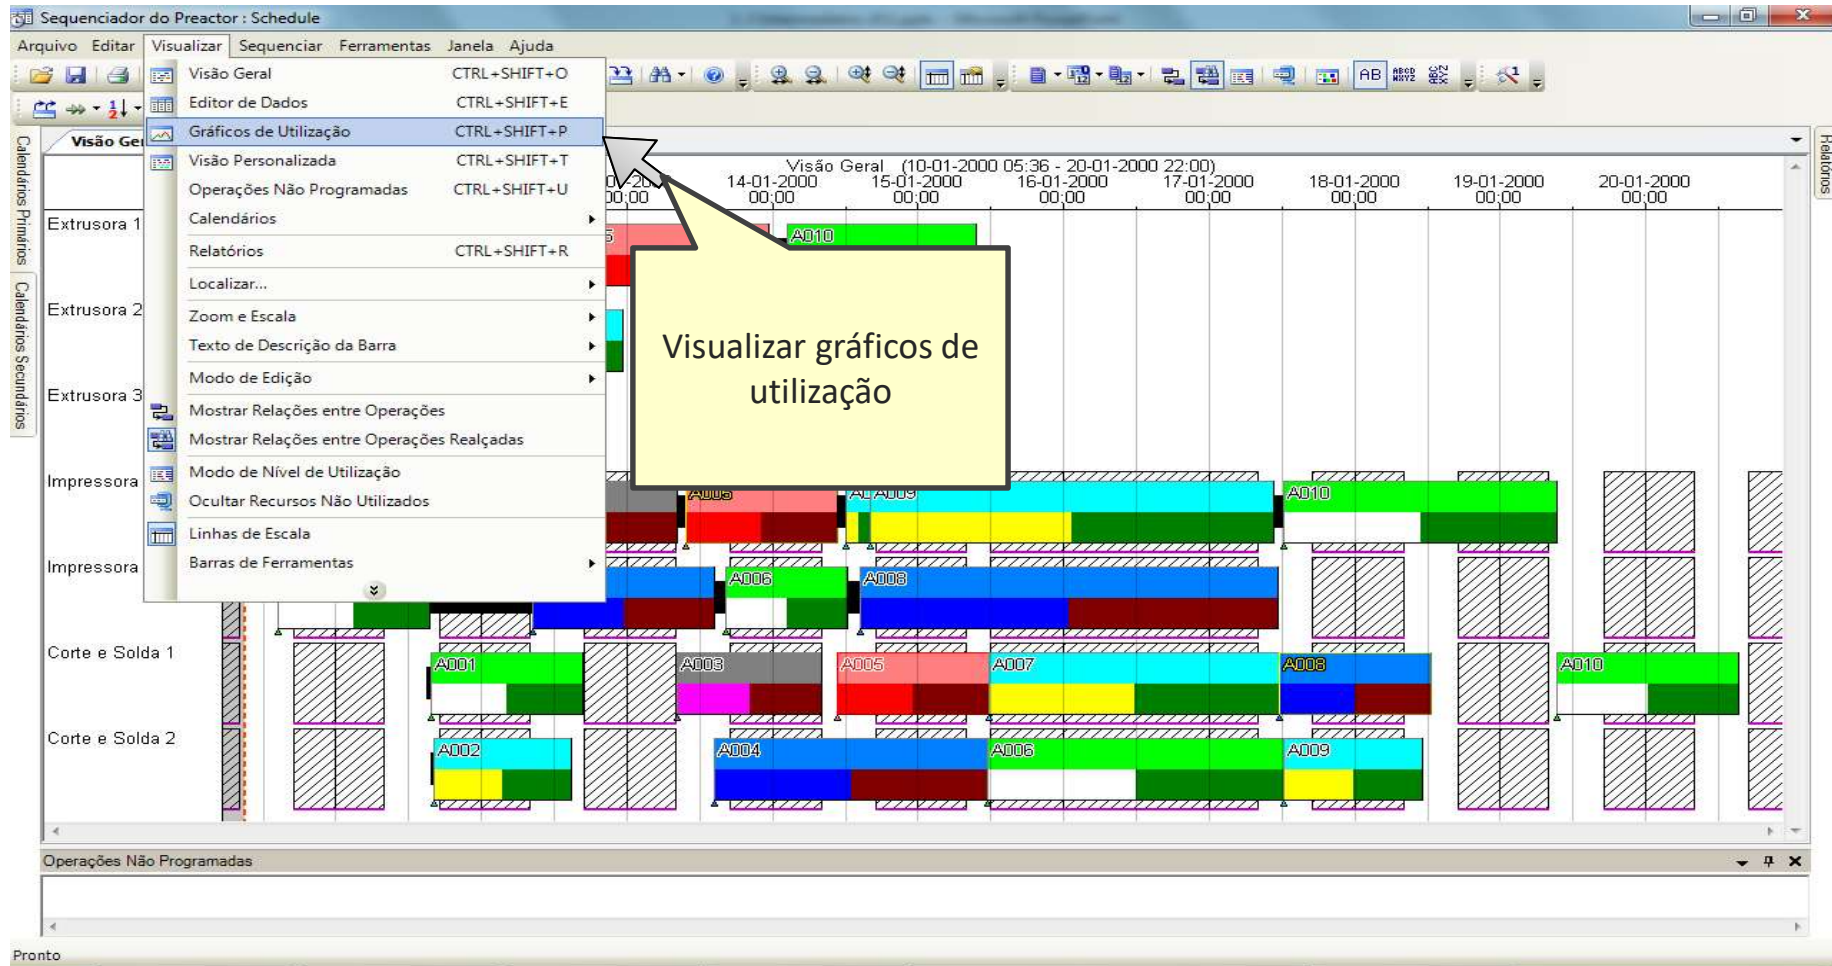 Sequenciador do Preactor : Schedule
Arquivo Editar Visualizar Sequenciar Ferramentas Janela Ajuda
Visão Geral CTRL+SHIFT+O
Editor de Dados CTRL+SHIFT+E
Gráficos de Utilização CTRL+SHIFT+P
Visão Personalizada CTRL+SHIFT+T
Operações Não Programadas CTRL+SHIFT+U
Calendários
Relatórios CTRL+SHIFT+R
Localizar...
Zoom e Escala
Texto de Descrição da Barra
Modo de Edição
Mostrar Relações entre Operações
Mostrar Relações entre Operações Realçadas
Modo de Nível de Utilização
Ocultar Recursos Não Utilizados
Linhas de Escala
Barras de Ferramentas
Calendários Primários
Calendários Secundários
Relatórios
Visão Ge
Visão Geral (10-01-2000 05:36 - 20-01-2000 22:00)
14-01-2000 15-01-2000 16-01-2000 17-01-2000 18-01-2000 19-01-2000 20-01-2000
00:00 00:00 00:00 00:00 00:00 00:00 00:00 00:00
Visualizar gráficos de
utilização
Extrusora 1
A010
Extrusora 2
Extrusora 3
Impressora
A005 A009 A010
Impressora
A006 A008
Corte e Solda 1
A001 A003 A005 A007 A008 A010
Corte e Solda 2
A002 A004 A006 A009
Operações Não Programadas
Pronto